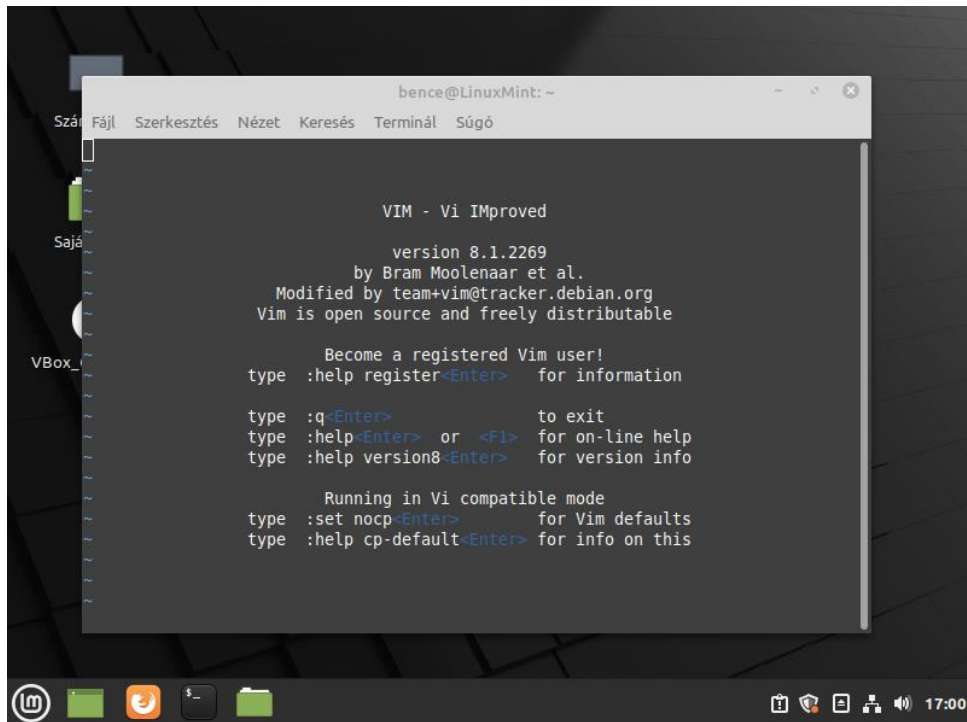 bence@LinuxMint: ~
Fájl Szerkesztés Nézet Keresés Terminál Súgó
~
~
~
VIM - Vi IMproved
~
version 8.1.2269
by Bram Moolenaar et al.
Modified by team+vim@tracker.debian.org
Vim is open source and freely distributable
~
Become a registered Vim user!
type :help register<Enter> for information
~
type :q<Enter> to exit
type :help<Enter> or <F1> for on-line help
type :help version8<Enter> for version info
~
Running in Vi compatible mode
type :set nocp<Enter> for Vim defaults
type :help cp-default<Enter> for info on this
~
~
~
$_
17:00